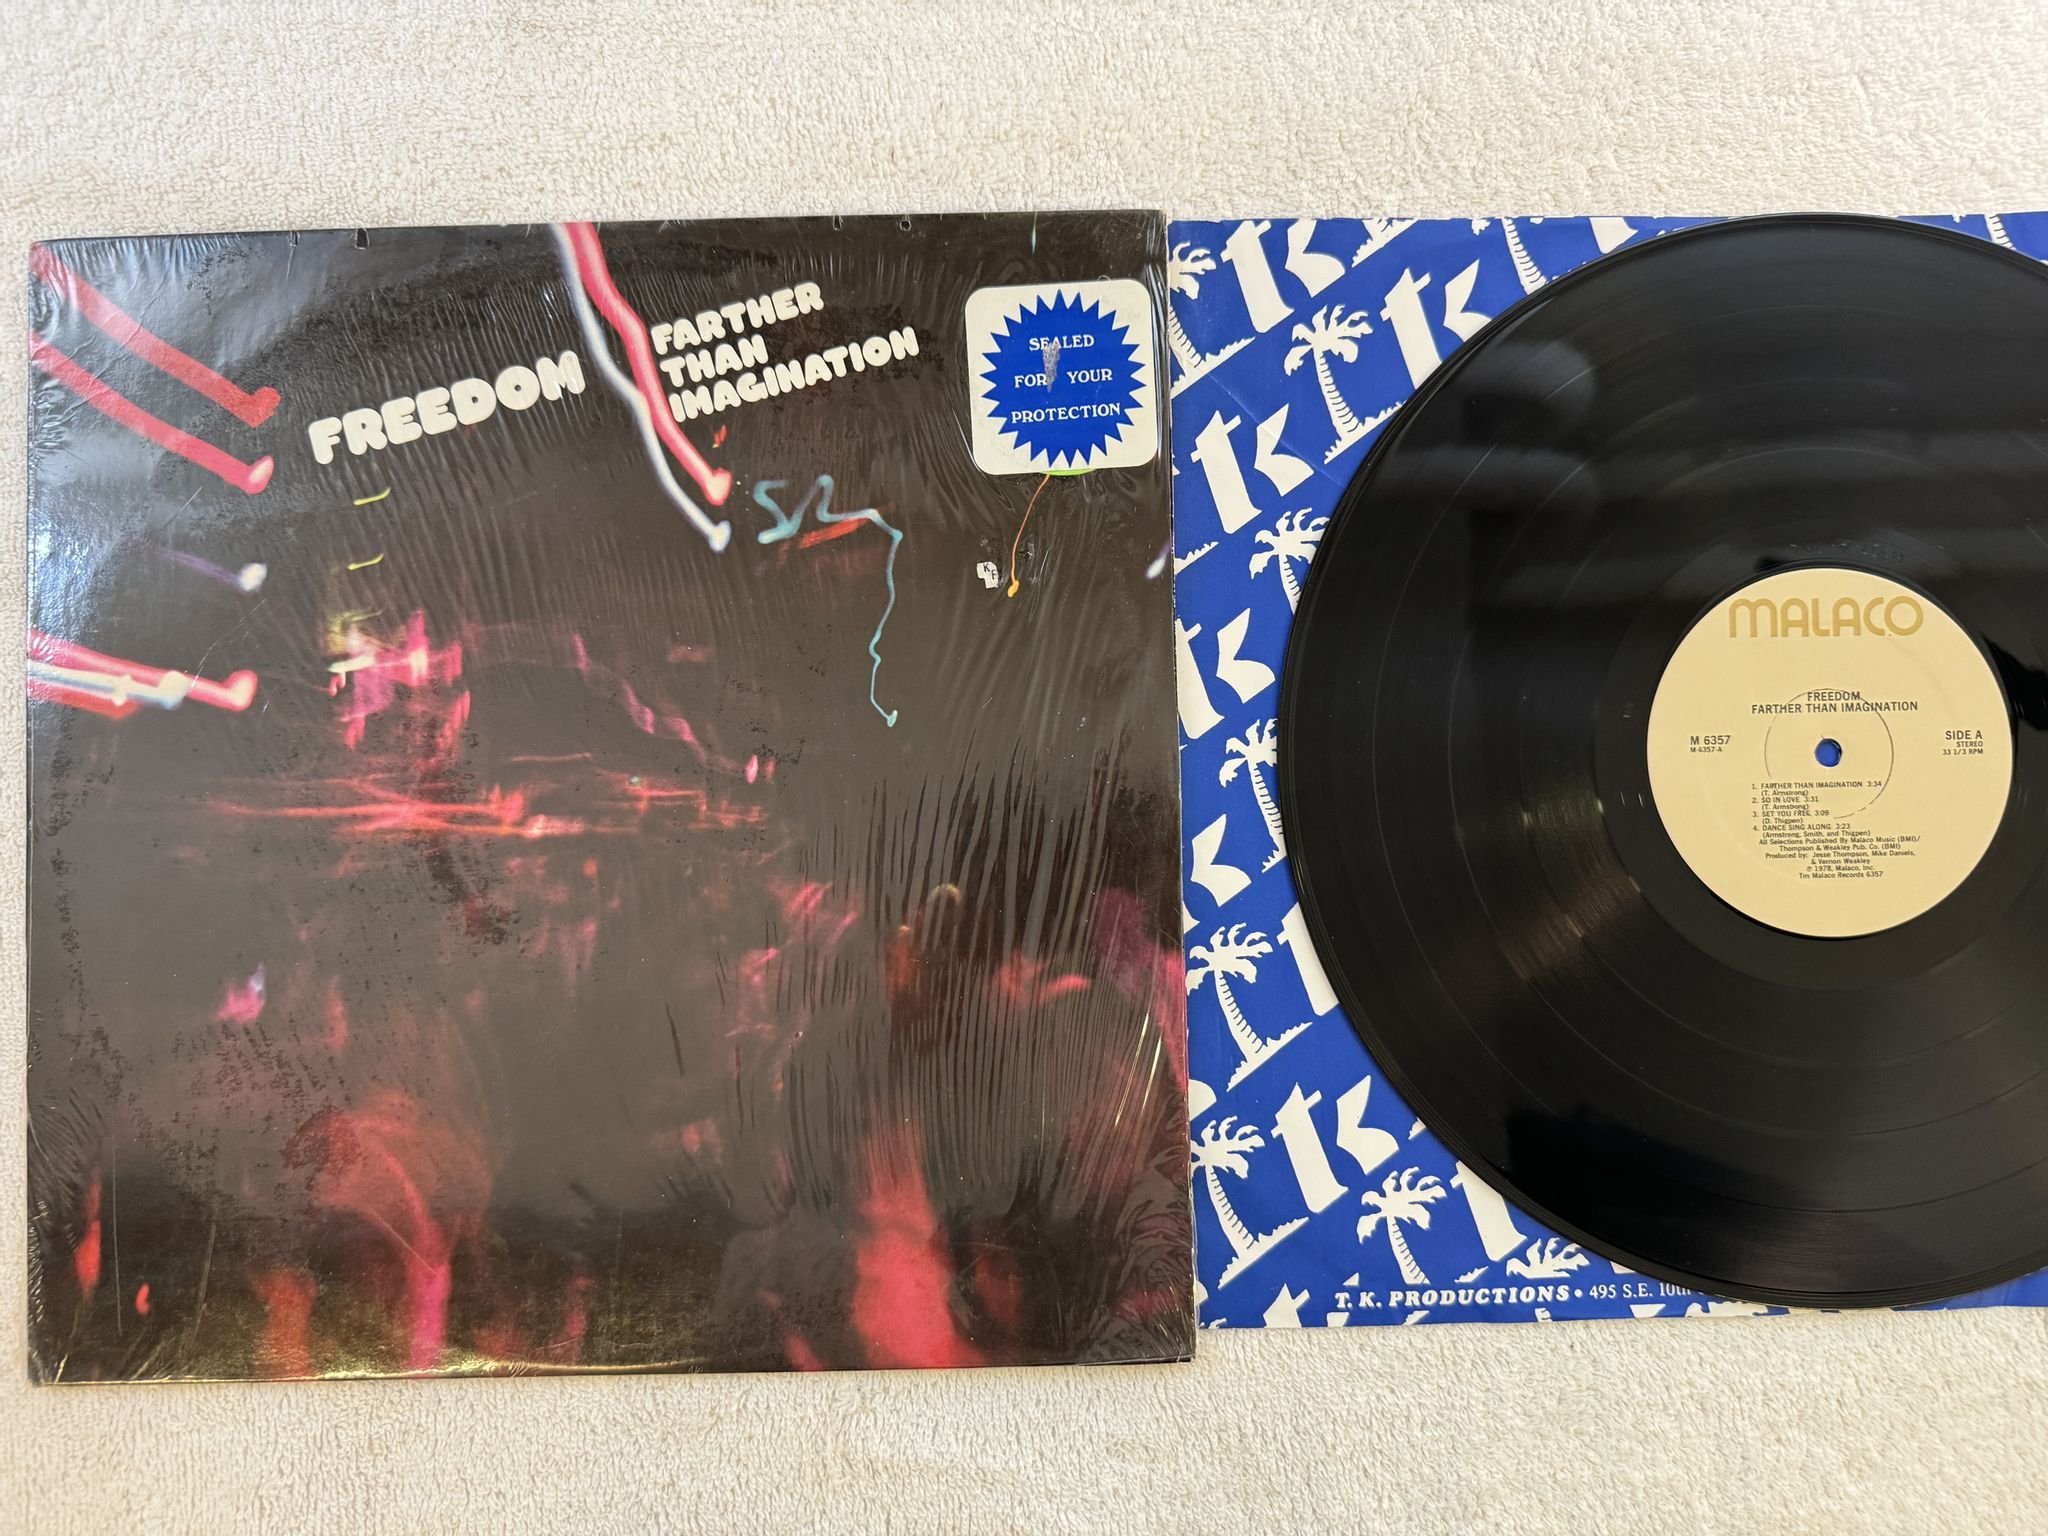 FREEDOM
FARTHER
THAN
IMAGINATION
SEALED
FOR YOUR
PROTECTION
K
F
tk
MALACO
FREEDOM
FARTHER THAN IMAGINATION
M 6357
M-6357-A
SIDE A
STEREO
33 1/3 RPM
1. FARTHER THAN IMAGINATION 3:34
(T. Armstrong)
2. SO IN LOVE 3:31
(T. Armstrong)
3. SET YOU FREE 3:09
(D. Thigpen)
4. DANCE SING ALONG 3:23
(Armstrong, Smith, and Thigpen)
All Selections Published By Malaco Music (BMI)/
Thompson & Weakley Pub. Co. (BMI)
Produced by: Jesse Thompson, Mike Daniels,
& Vernon Weakley
℗ 1978, Malaco, Inc.
Tm Malaco Records 6357
T. K. PRODUCTIONS • 495 S.E. 10th